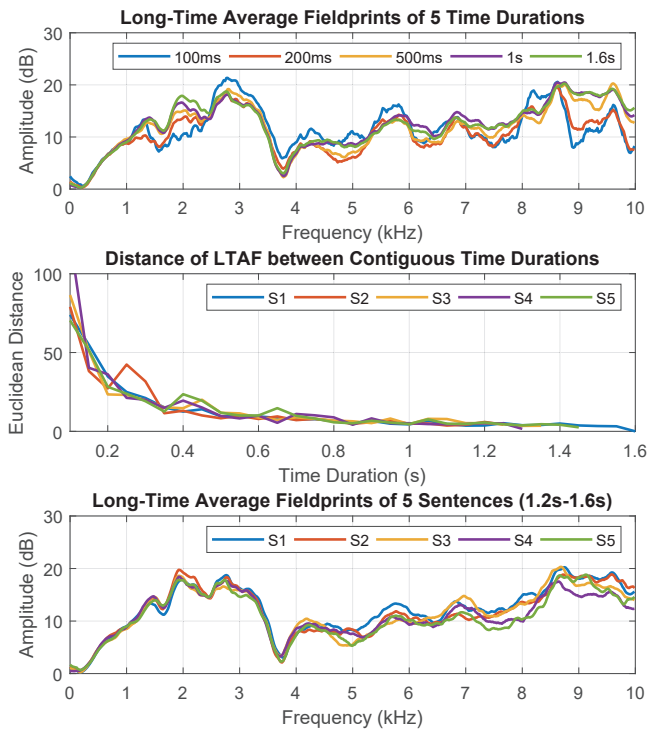 Long-Time Average Fieldprints of 5 Time Durations
30
20
10
0
Amplitude (dB)
100ms 200ms 500ms 1s 1.6s
0 1 2 3 4 5 6 7 8 9 10
Frequency (kHz)
Distance of LTAF between Contiguous Time Durations
100
50
0
Euclidean Distance
S1 S2 S3 S4 S5
0.2 0.4 0.6 0.8 1 1.2 1.4 1.6
Time Duration (s)
Long-Time Average Fieldprints of 5 Sentences (1.2s-1.6s)
30
20
10
0
Amplitude (dB)
S1 S2 S3 S4 S5
0 1 2 3 4 5 6 7 8 9 10
Frequency (kHz)